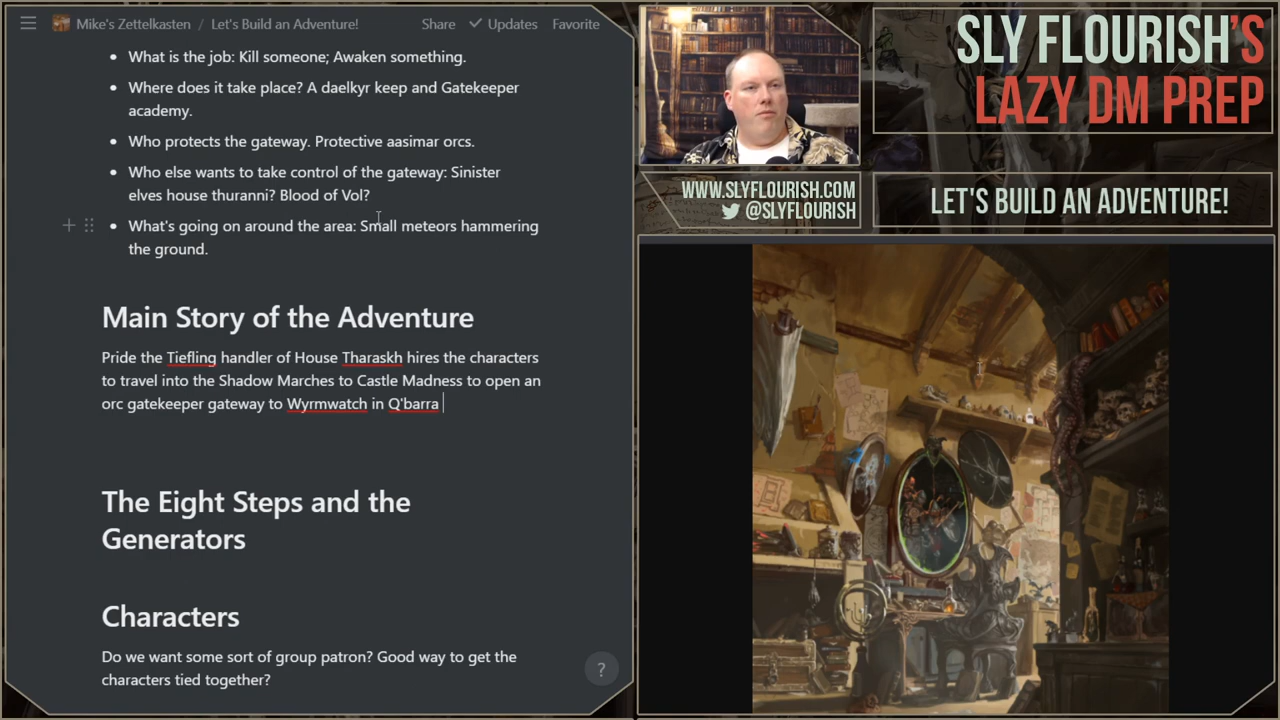 Mike's Zettelkasten / Let's Build an Adventure!
Share
Updates
Favorite
What is the job: Kill someone; Awaken something.
Where does it take place? A daelkyr keep and Gatekeeper
academy.
Who protects the gateway. Protective aasimar orcs.
Who else wants to take control of the gateway: Sinister
elves house thuranni? Blood of Vol?
What's going on around the area: Small meteors hammering
the ground.
Main Story of the Adventure
Pride the Tiefling handler of House Tharaskh hires the characters
to travel into the Shadow Marches to Castle Madness to open an
orc gatekeeper gateway to Wyrmwatch in Q'barra
The Eight Steps and the
Generators
Characters
Do we want some sort of group patron? Good way to get the
characters tied together?
?
SLY FLOURISH'S
LAZY DM PREP
WWW.SLYFLOURISH.COM
@SLYFLOURISH
LET'S BUILD AN ADVENTURE!